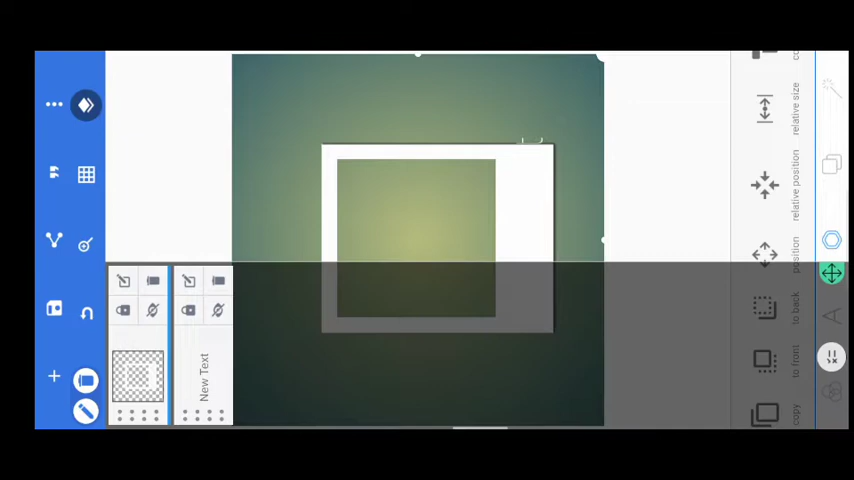 copy
to front
to back
position
relative position
relative size
New Text